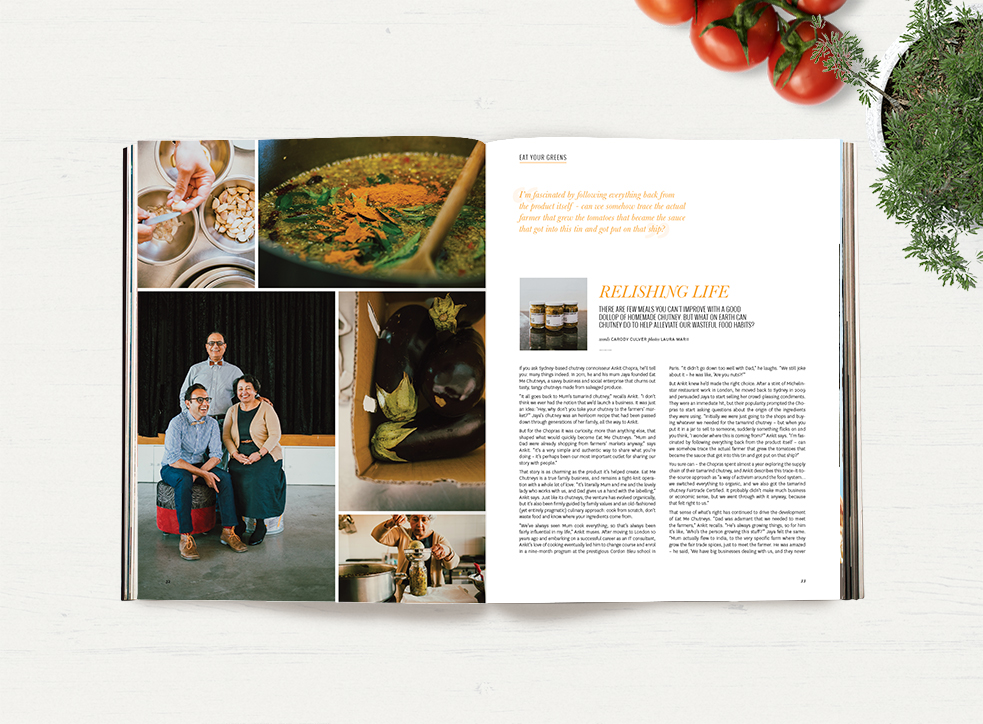 EAT YOUR GREENS
I'm fascinated by following everything back from
the product itself – can we somehow trace the actual
farmer that grew the tomatoes that became the sauce
that got into this tin and got put on that ship?
RELISHING LIFE
THERE ARE FEW MEALS YOU CAN'T IMPROVE WITH A GOOD
DOLLOP OF HOMEMADE CHUTNEY. BUT WHAT ON EARTH CAN
CHUTNEY DO TO HELP ALLEVIATE OUR WASTEFUL FOOD HABITS?
words CARODY CULVER photos LAURA MARII
If you ask Sydney-based chutney connoisseur Ankit Chopra, he'll tell
you: many things indeed. In 2011, he and his mum Jaya founded Eat
Me Chutneys, a savvy business and social enterprise that churns out
tasty, tangy chutneys made from salvaged produce.
"It all goes back to Mum's tamarind chutney," recalls Ankit. "I don't
think we ever had the notion that we'd launch a business. It was just
an idea: 'Hey, why don't you take your chutney to the farmers' mar-
ket?'" Jaya's chutney was an heirloom recipe that had been passed
down through generations of her family, all the way to Ankit.
But for the Chopras it was curiosity, more than anything else, that
shaped what would quickly become Eat Me Chutneys. "Mum and
Dad were already shopping from farmers' markets anyway," says
Ankit. "It's a very simple and authentic way to share what you're
doing – it's perhaps been our most important outlet for sharing our
story with people."
That story is as charming as the product it's helped create. Eat Me
Chutneys is a true family business, and remains a tight-knit opera-
tion with a whole lot of love. "It's literally Mum and me and the lovely
lady who works with us, and Dad gives us a hand with the labelling,"
Ankit says. Just like its chutneys, the venture has evolved organically,
but it's also been firmly guided by family values and an old-fashioned
(yet entirely pragmatic) culinary approach: cook from scratch, don't
waste food and know where your ingredients come from.
"We've always seen Mum cook everything, so that's always been
fairly influential in my life," Ankit muses. After moving to London 10
years ago and embarking on a successful career as an IT consultant,
Ankit's love of cooking eventually led him to change course and enrol
in a nine-month program at the prestigious Cordon Bleu school in
Paris. "It didn't go down too well with Dad," he laughs. "We still joke
about it – he was like, 'Are you nuts?!'"
But Ankit knew he'd made the right choice. After a stint of Michelin-
star restaurant work in London, he moved back to Sydney in 2009
and persuaded Jaya to start selling her crowd-pleasing condiments.
They were an immediate hit, but their popularity prompted the Cho-
pras to start asking questions about the origin of the ingredients
they were using. "Initially we were just going to the shops and buy-
ing whatever we needed for the tamarind chutney – but when you
put it in a jar to sell to someone, suddenly something flicks on and
you think, 'I wonder where this is coming from?'" Ankit says. "I'm fas-
cinated by following everything back from the product itself – can
we somehow trace the actual farmer that grew the tomatoes that
became the sauce that got into this tin and got put on that ship?"
You sure can – the Chopras spent almost a year exploring the supply
chain of their tamarind chutney, and Ankit describes this trace-it-to-
the-source approach as "a way of activism around the food system...
we switched everything to organic, and we also got the tamarind
chutney Fairtrade Certified. It probably didn't make much business
or economic sense, but we went through with it anyway, because
that felt right to us."
That sense of what's right has continued to drive the development
of Eat Me Chutneys. "Dad was adamant that we needed to meet
the farmers," Ankit recalls. "He's always growing things, so for him
it's like, 'Who's the person growing this stuff?'" Jaya felt the same.
"Mum actually flew to India, to the very specific farm where they
grow the fair trade spices, just to meet the farmer. He was amazed
– he said, 'We have big businesses dealing with us, and they never